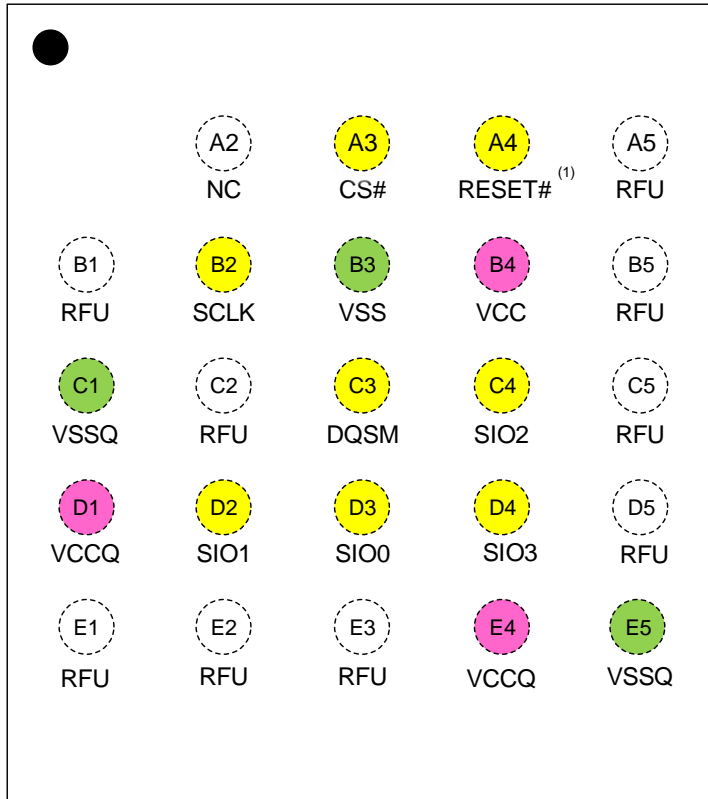 A2 A3 A4 A5
NC CS# RESET# (1) RFU
B1 B2 B3 B4 B5
RFU SCLK VSS VCC RFU
C1 C2 C3 C4 C5
VSSQ RFU DQSM SIO2 RFU
D1 D2 D3 D4 D5
VCCQ SIO1 SIO0 SIO3 RFU
E1 E2 E3 E4 E5
RFU RFU RFU VCCQ VSSQ